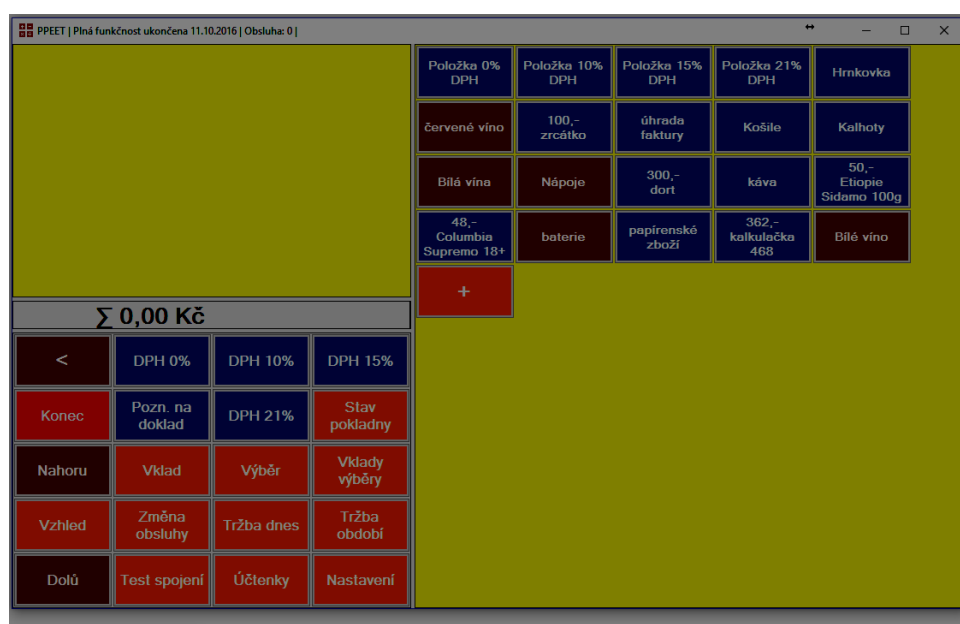 PPEET | Plná funkčnost ukončena 11.10.2016 | Obsluha: 0 |
Položka 0%
DPH
Položka 10%
DPH
Položka 15%
DPH
Položka 21%
DPH
Hrnkovka
červené víno
100,-
zrcátko
úhrada
faktury
Košile
Kalhoty
Bílá vína
Nápoje
300,-
dort
káva
50,-
Etiopie
Sidamo 100g
48,-
Columbia
Supremo 18+
baterie
papírenské
zboží
362,-
kalkulačka
468
Bílé víno
+
∑ 0,00 Kč
<
DPH 0%
DPH 10%
DPH 15%
Konec
Pozn. na
doklad
DPH 21%
Stav
pokladny
Nahoru
Vklad
Výběr
Vklady
výběry
Vzhled
Změna
obsluhy
Tržba dnes
Tržba
období
Dolů
Test spojení
Účtenky
Nastavení